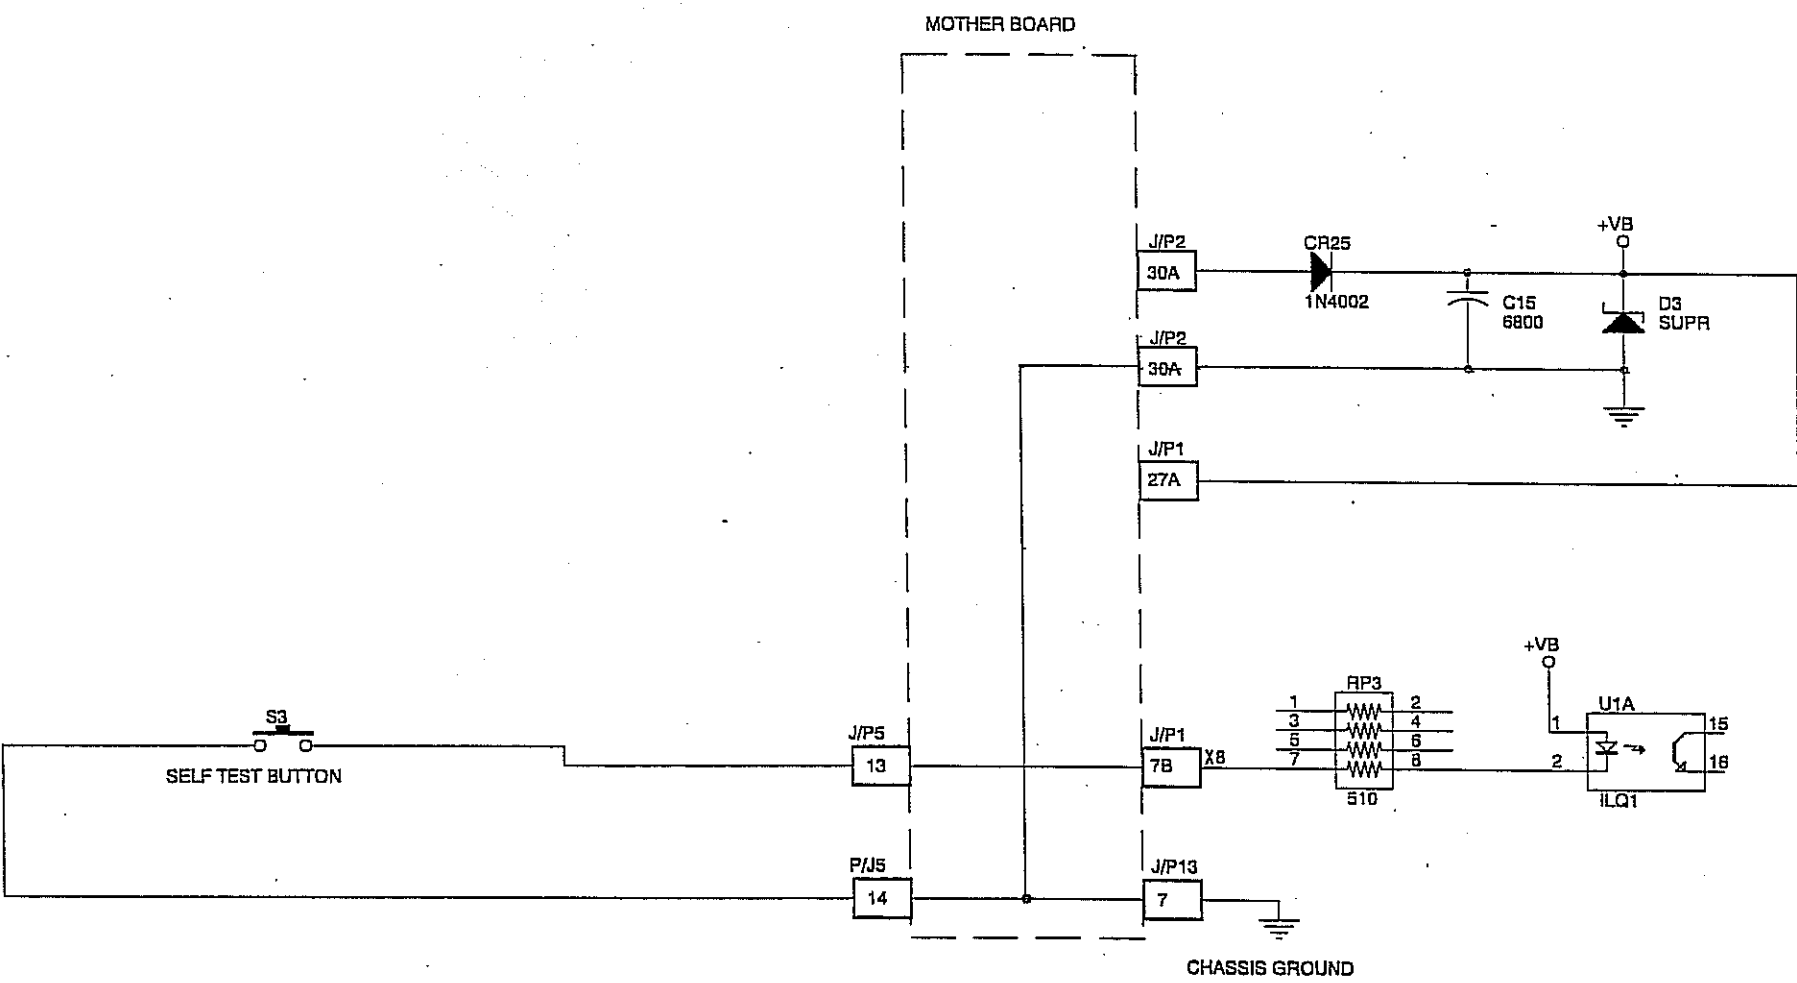 MOTHER BOARD
+VB
J/P2
CR25
30A
1N4002
C15
6800
D3
SUPR
J/P2
30A
J/P1
27A
+VB
RP3
U1A
1
2
3
4
5
6
7
8
1
15
S3
J/P5
J/P1
13
7B
X8
2
16
SELF TEST BUTTON
510
ILQ1
P/J5
J/P13
14
7
CHASSIS GROUND